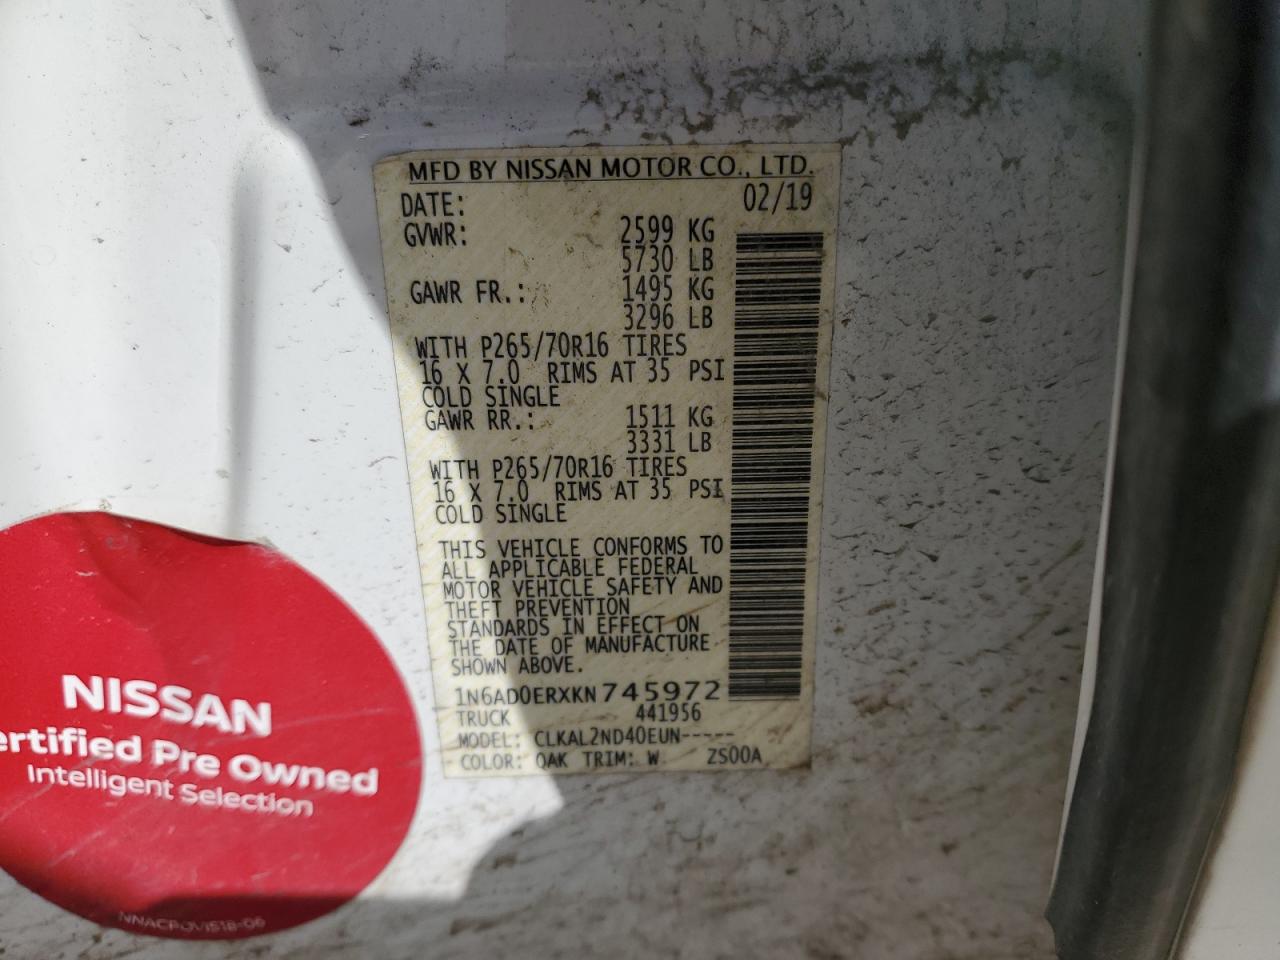 MFD BY NISSAN MOTOR CO., LTD.
DATE: 02/19
GVWR: 2599 KG
5730 LB
GAWR FR.: 1495 KG
3296 LB
WITH P265/70R16 TIRES
16 X 7.0 RIMS AT 35 PSI
COLD SINGLE
GAWR RR.: 1511 KG
3331 LB
WITH P265/70R16 TIRES
16 X 7.0 RIMS AT 35 PSI
COLD SINGLE
THIS VEHICLE CONFORMS TO
ALL APPLICABLE FEDERAL
MOTOR VEHICLE SAFETY AND
THEFT PREVENTION
STANDARDS IN EFFECT ON
THE DATE OF MANUFACTURE
SHOWN ABOVE.
1N6AD0ERXKN745972
TRUCK 441956
MODEL: CLKAL2ND40EUN-----
COLOR: QAK TRIM: W ZS00A
NISSAN
ertified Pre Owned
Intelligent Selection